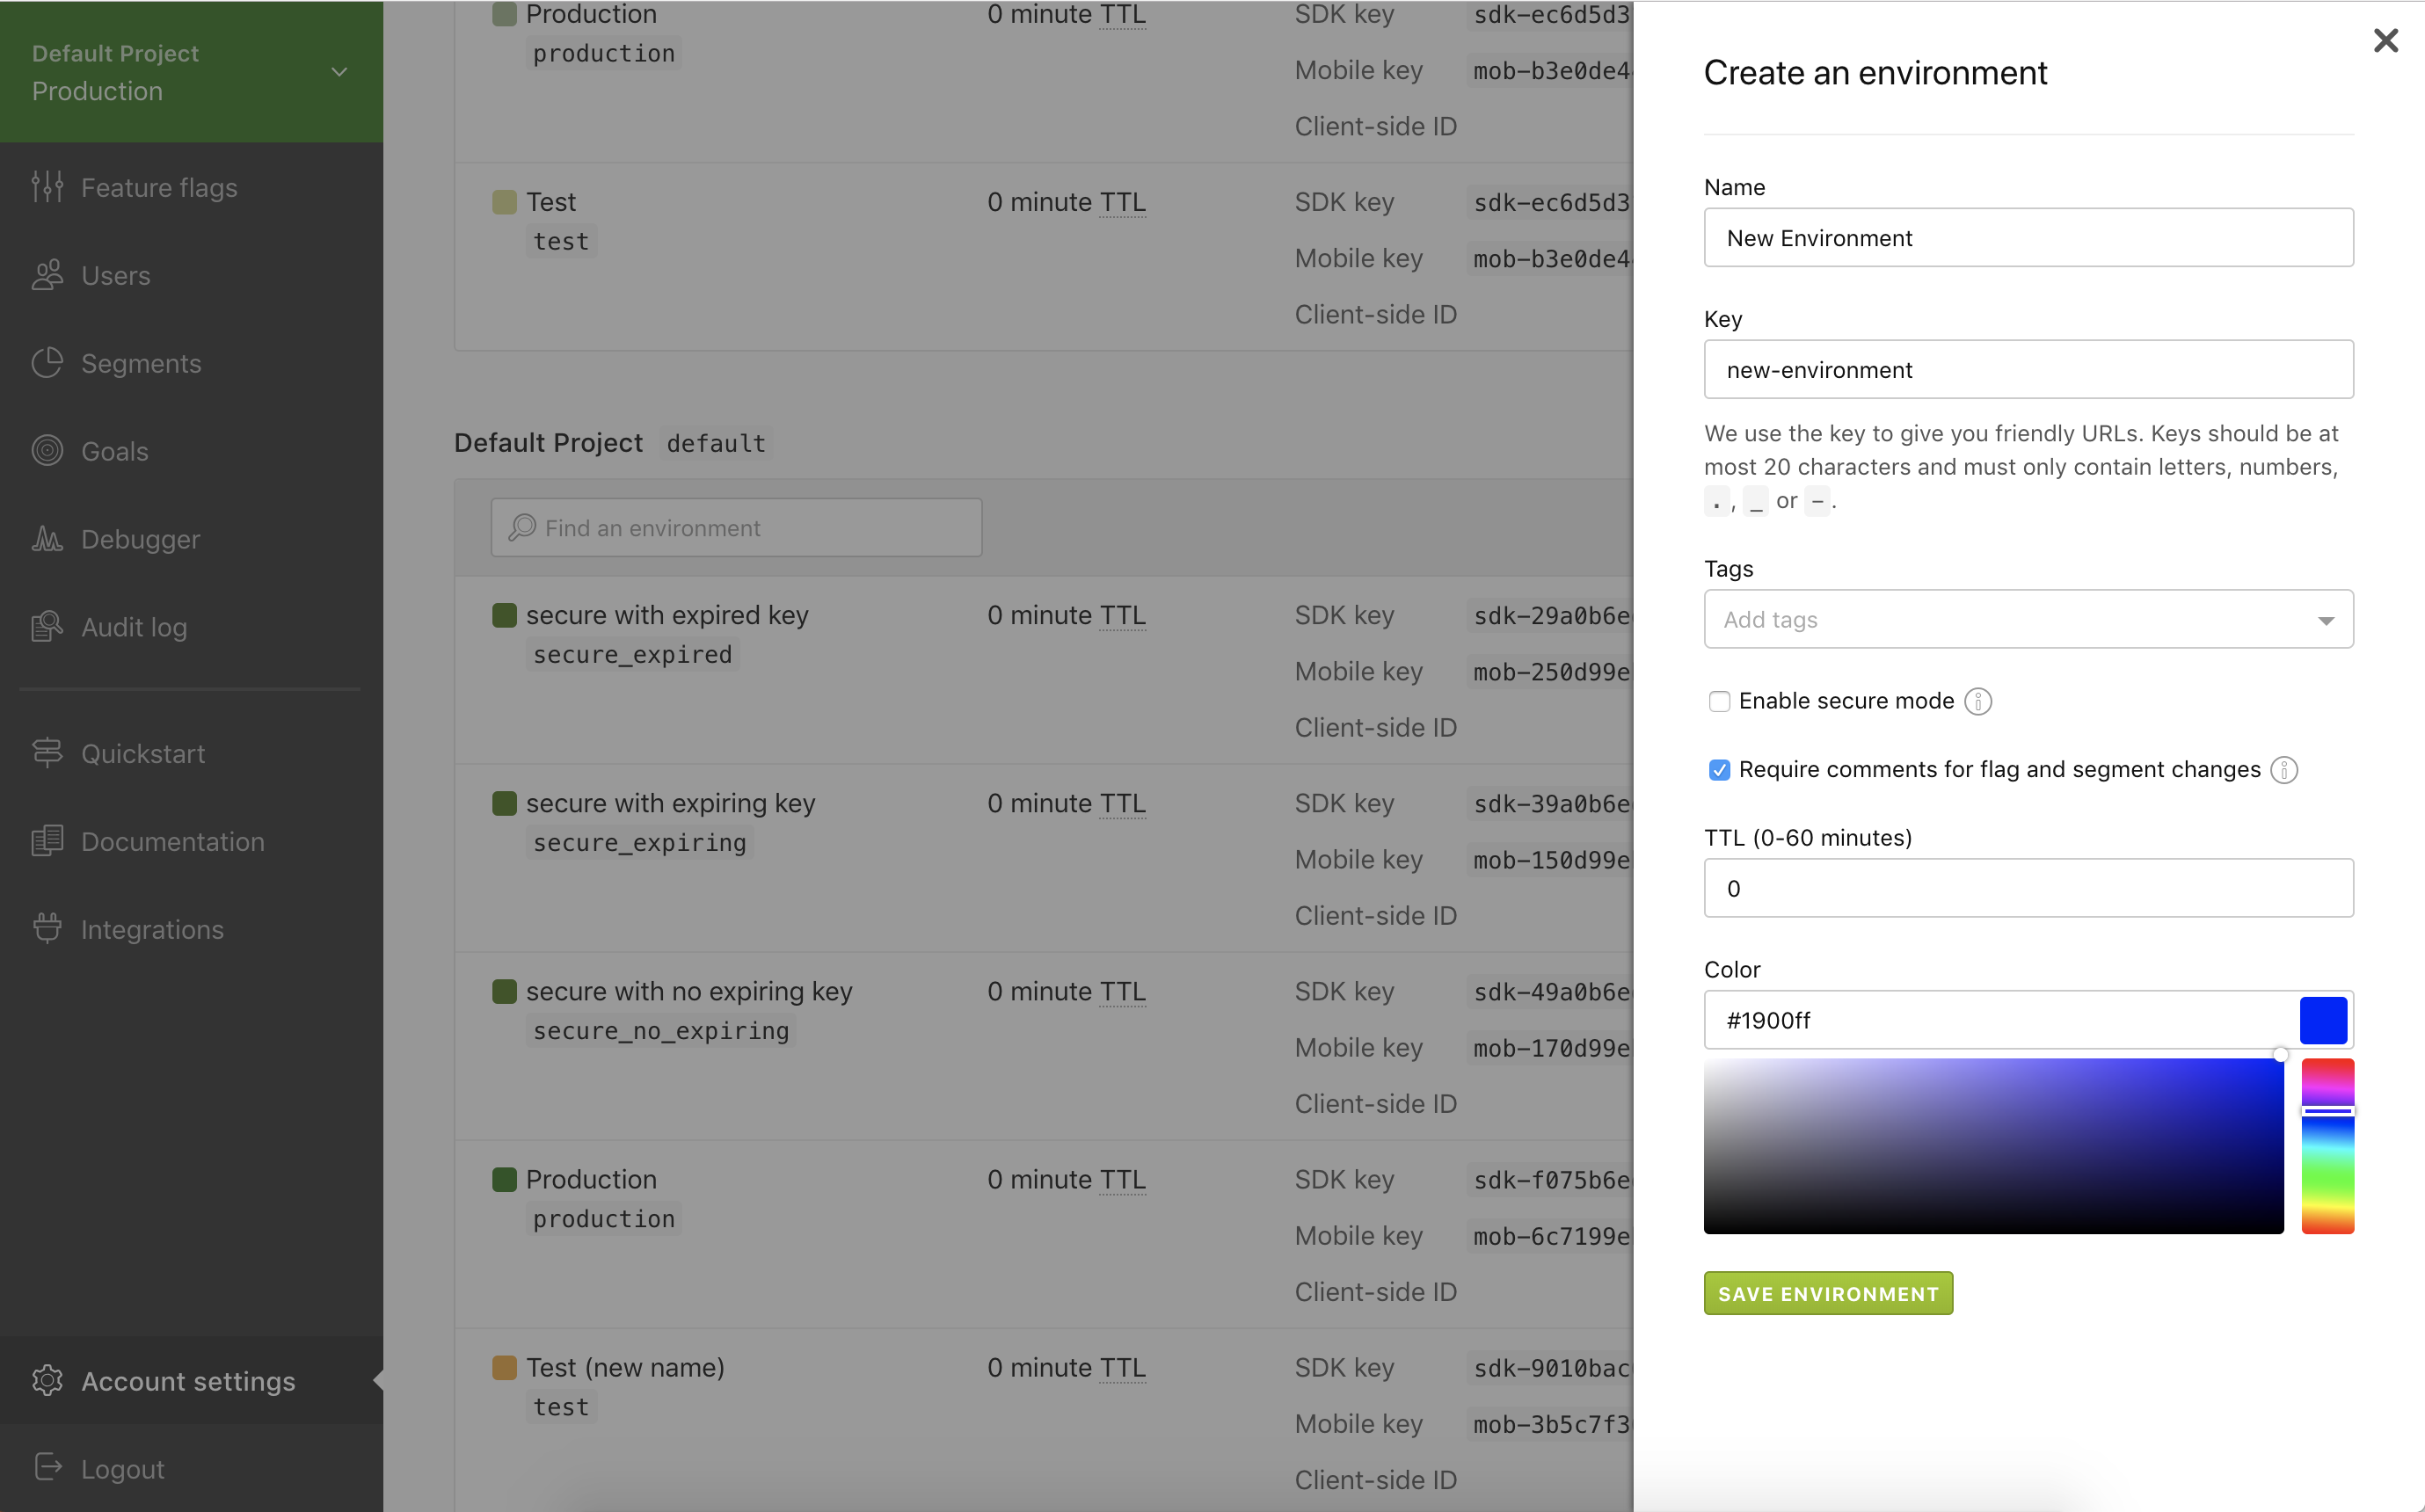 Default Project
Production
Feature flags
Users
Segments
Goals
Debugger
Audit log
Quickstart
Documentation
Integrations
Account settings
Logout
Production 0 minute TTL SDK key sdk-ec6d5d3
production
Mobile key mob-b3e0de4
Client-side ID
Test 0 minute TTL SDK key sdk-ec6d5d3
test
Mobile key mob-b3e0de4
Client-side ID
Default Project default
Find an environment
secure with expired key 0 minute TTL SDK key sdk-29a0b6e
secure_expired
Mobile key mob-250d99e
Client-side ID
secure with expiring key 0 minute TTL SDK key sdk-39a0b6e
secure_expiring
Mobile key mob-150d99e
Client-side ID
secure with no expiring key 0 minute TTL SDK key sdk-49a0b6e
secure_no_expiring
Mobile key mob-170d99e
Client-side ID
Production 0 minute TTL SDK key sdk-f075b6e
production
Mobile key mob-6c7199e
Client-side ID
Test (new name) 0 minute TTL SDK key sdk-9010bac
test
Mobile key mob-3b5c7f3
Client-side ID
Create an environment
Name
New Environment
Key
new-environment
We use the key to give you friendly URLs. Keys should be at
most 20 characters and must only contain letters, numbers,
., _ or -.
Tags
Add tags
Enable secure mode
Require comments for flag and segment changes
TTL (0-60 minutes)
0
Color
#1900ff
SAVE ENVIRONMENT